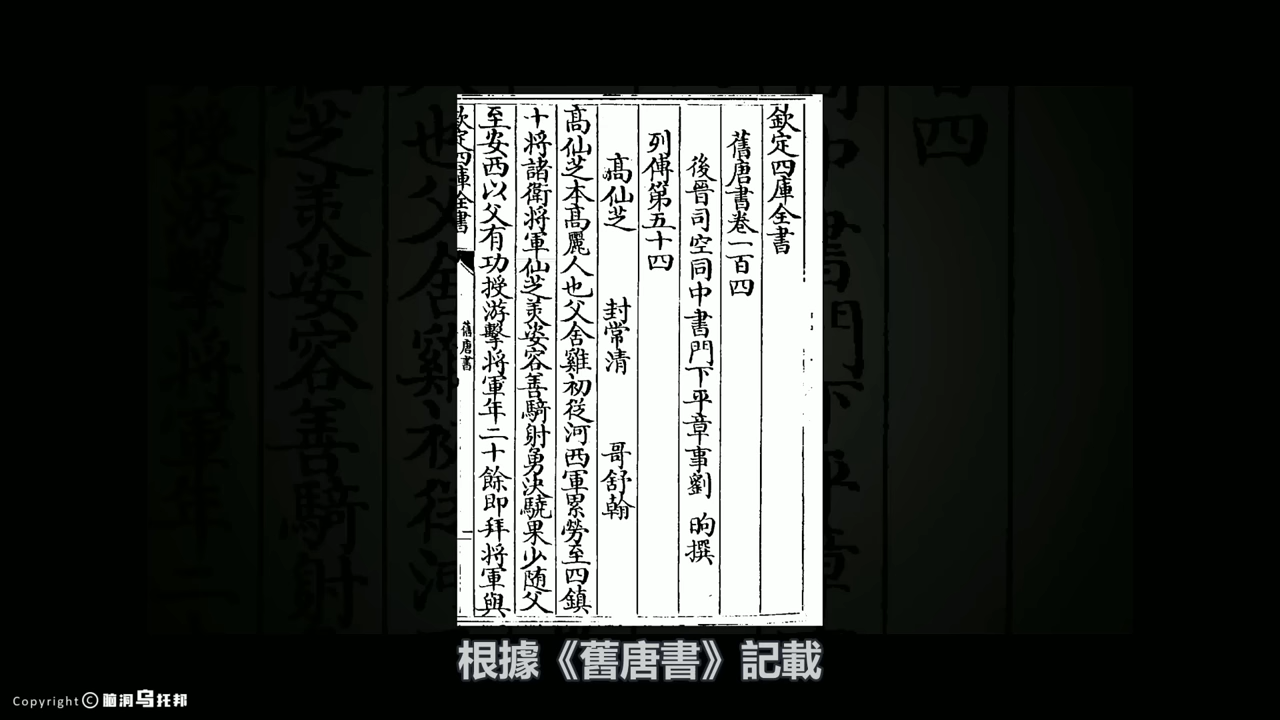 欽定四庫全書
舊唐書卷一百四
後晉司空同中書門下平章事劉 昫撰
列傳第五十四
高仙芝 封常清 哥舒翰
高仙芝本高麗人也父舍雞初從河西軍累勞至四鎮
十將諸衛將軍仙芝美姿容善騎射勇決驍果少隨父
至安西以父有功授游擊將軍年二十餘即拜將軍與
欽定四庫全書
舊唐書
根據《舊唐書》記載
Copyright © 脑洞乌托邦